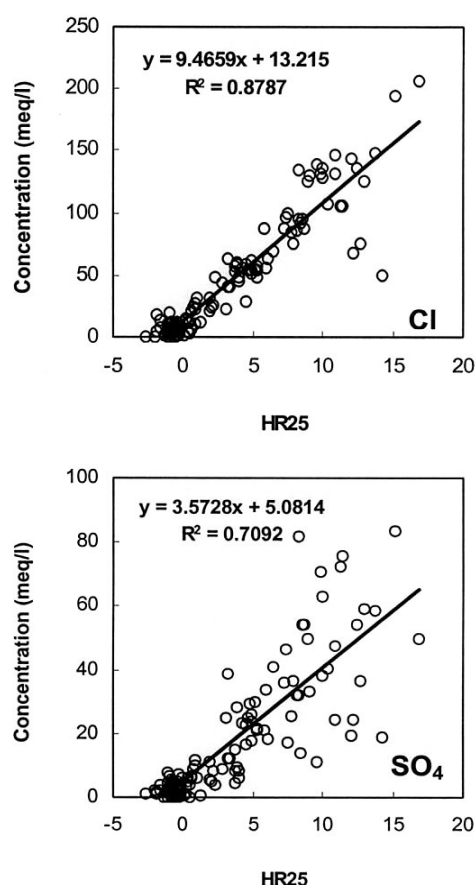 250
200
150
100
50
0
Concentration (meq/l)
y = 9.4659x + 13.215
R² = 0.8787
Cl
-5 0 5 10 15 20
HR25
100
80
60
40
20
0
Concentration (meq/l)
y = 3.5728x + 5.0814
R² = 0.7092
SO₄
-5 0 5 10 15 20
HR25